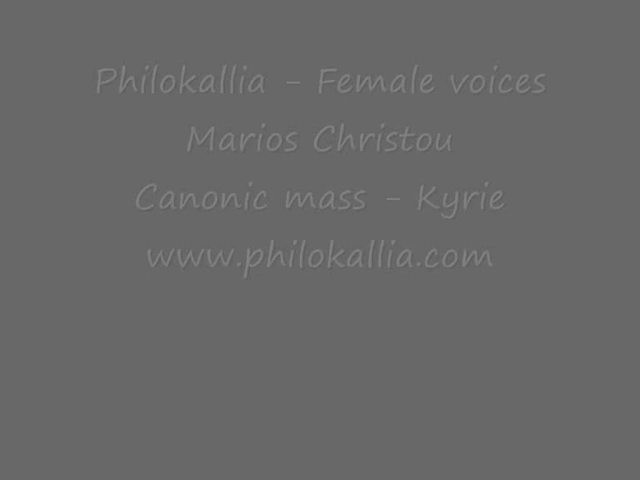 Philokallia - Female voices
Marios Christou
Canonic mass - Kyrie
www.philokallia.com